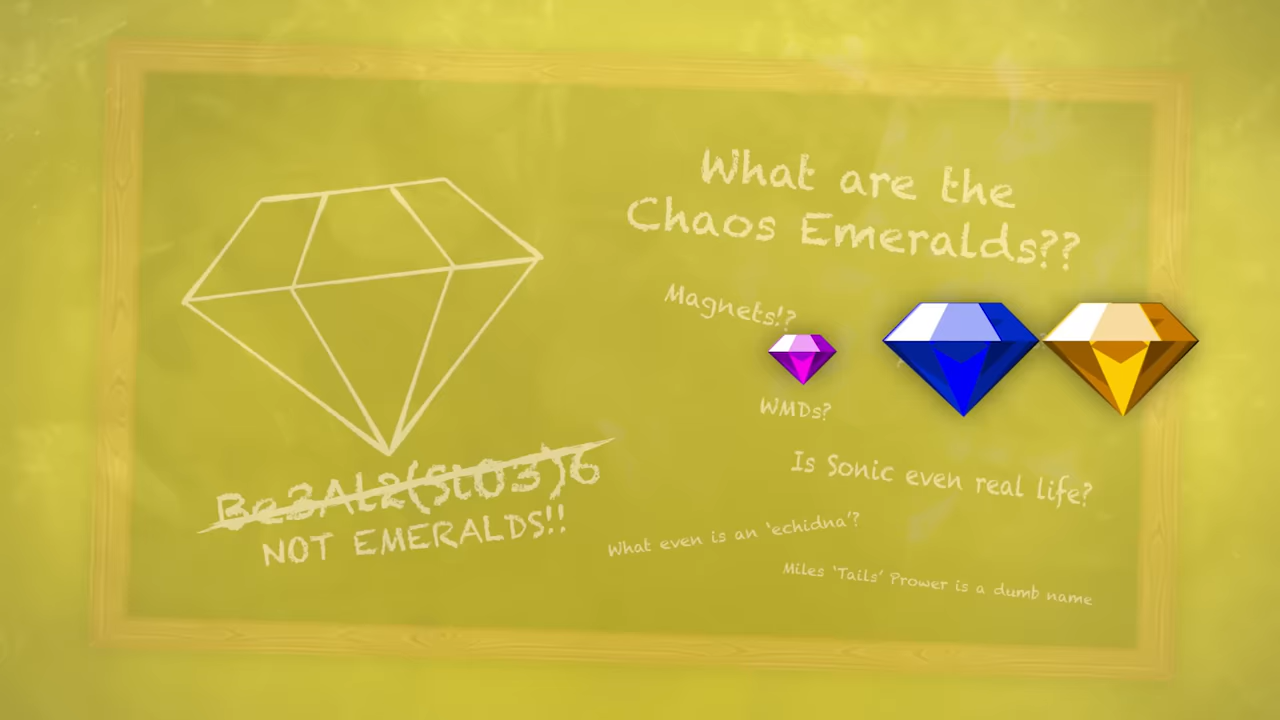 What are the
Chaos Emeralds??
Magnets!?
WMDs?
Is Sonic even real life?
What even is an 'echidna'?
Miles 'Tails' Prower is a dumb name
Be3Al2(SiO3)6
NOT EMERALDS!!